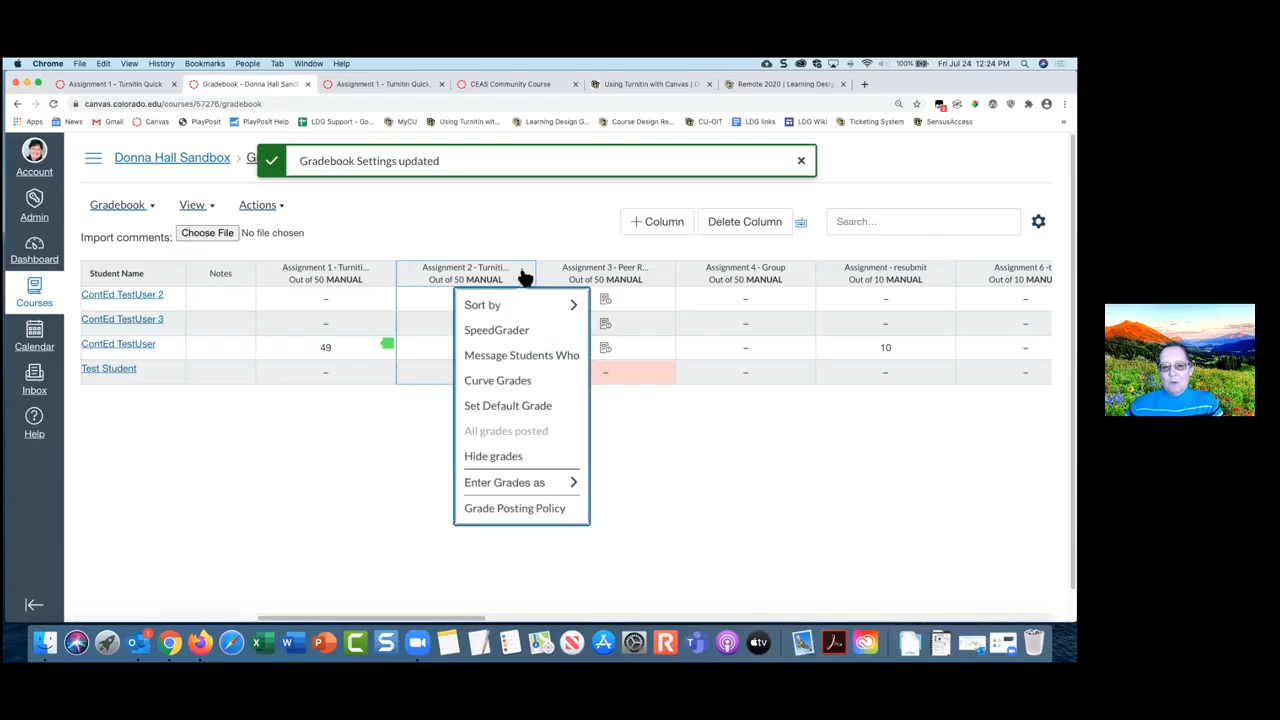 Chrome File Edit View History Bookmarks People Tab Window Help 100% Fri Jul 24 12:24 PM
Assignment 1 - Turnitin Quick Gradebook - Donna Hall Sandbox Assignment 1 - Turnitin Quick CEAS Community Course Using Turnitin with Canvas | Remote 2020 | Learning Desig
canvas.colorado.edu/courses/57276/gradebook
Apps News Gmail Canvas PlayPosit PlayPosit Help LDG Support - Go... MyCU Using Turnitin wit... Learning Design G... Course Design Re... CU-OIT LDG links LDG Wiki Ticketing System SensusAccess
Account
Admin
Dashboard
Courses
Calendar
Inbox
Help
Donna Hall Sandbox › G
Gradebook Settings updated
Gradebook View Actions
+ Column Delete Column Search...
Import comments: Choose File No file chosen
Student Name Notes Assignment 1 - Turniti... Assignment 2 - Turniti... Assignment 3 - Peer R... Assignment 4 - Group Assignment - resubmit Assignment 6 -t
Out of 50 MANUAL Out of 50 MANUAL Out of 50 MANUAL Out of 50 MANUAL Out of 10 MANUAL Out of 10 MANUAL
ContEd TestUser 2 – – – –
ContEd TestUser 3 – – – –
ContEd TestUser 49 – 10 –
Test Student – – – – –
Sort by
SpeedGrader
Message Students Who
Curve Grades
Set Default Grade
All grades posted
Hide grades
Enter Grades as
Grade Posting Policy